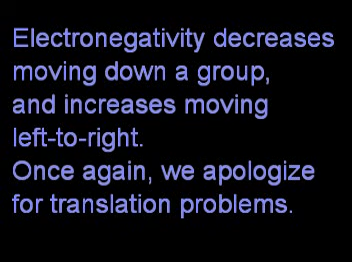 Electronegativity decreases
moving down a group,
and increases moving
left-to-right.
Once again, we apologize
for translation problems.